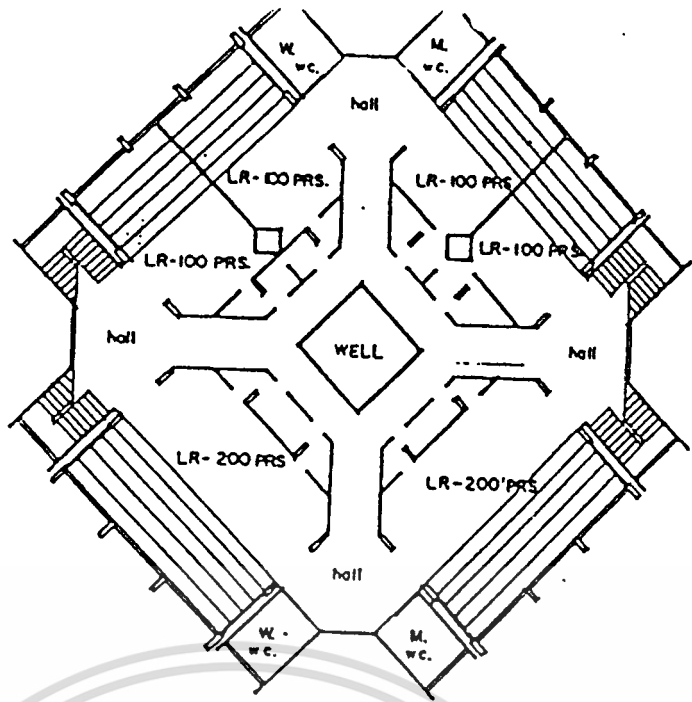 W.
wc.
M.
wc.
hall
LR-100 PRS.
LR-100 PRS
LR-100 PRS.
LR-100 PRS.
hall
WELL
hall
LR-200 PRS
LR-200'PRS
hall
W.
wc.
M.
wc.